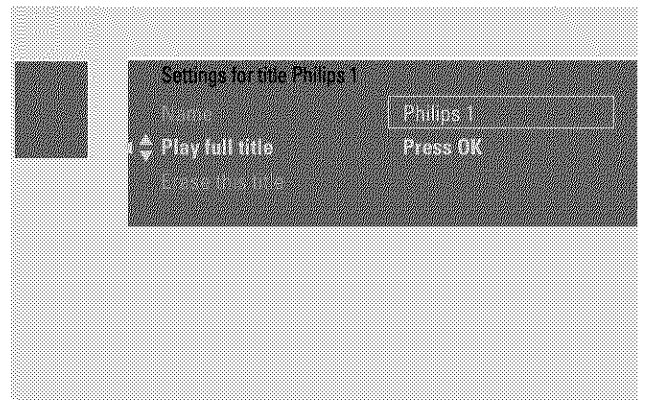 Settings for title Philips 1
Name Philips 1
Play full title Press OK
Erase this title